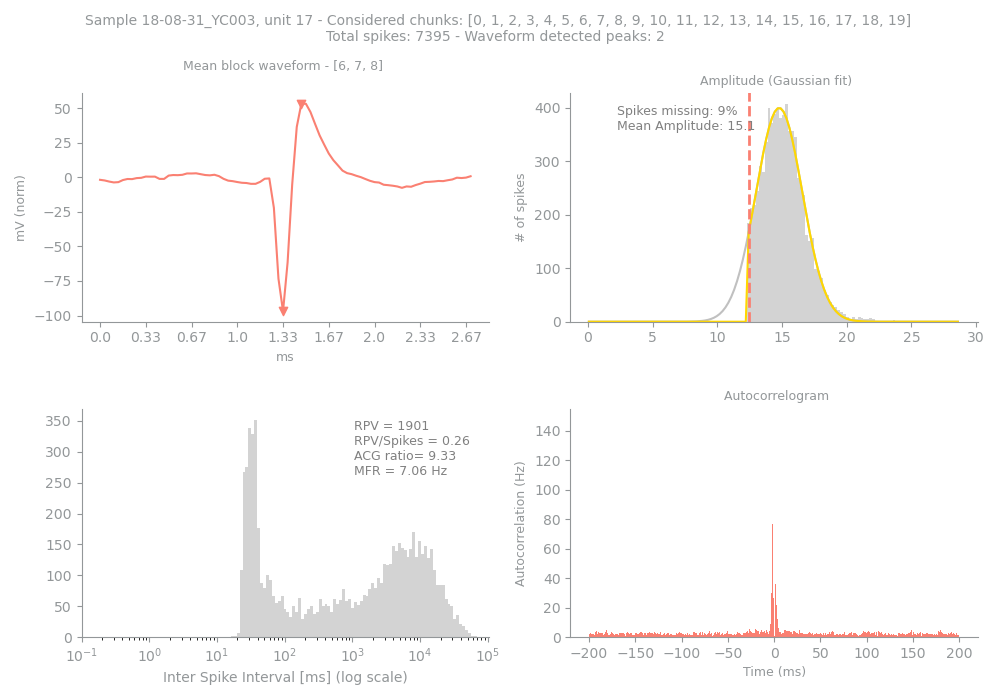 Sample 18-08-31_YC003, unit 17 - Considered chunks: [0, 1, 2, 3, 4, 5, 6, 7, 8, 9, 10, 11, 12, 13, 14, 15, 16, 17, 18, 19]
Total spikes: 7395 - Waveform detected peaks: 2
Mean block waveform - [6, 7, 8]
50
25
0
−25
−50
−75
−100
mV (norm)
0.0 0.33 0.67 1.0 1.33 1.67 2.0 2.33 2.67
ms
Amplitude (Gaussian fit)
Spikes missing: 9%
Mean Amplitude: 15.1
400
300
200
100
0
# of spikes
0 5 10 15 20 25 30
RPV = 1901
RPV/Spikes = 0.26
ACG ratio= 9.33
MFR = 7.06 Hz
350
300
250
200
150
100
50
0
10⁻¹ 10⁰ 10¹ 10² 10³ 10⁴ 10⁵
Inter Spike Interval [ms] (log scale)
Autocorrelogram
140
120
100
80
60
40
20
0
Autocorrelation (Hz)
−200 −150 −100 −50 0 50 100 150 200
Time (ms)